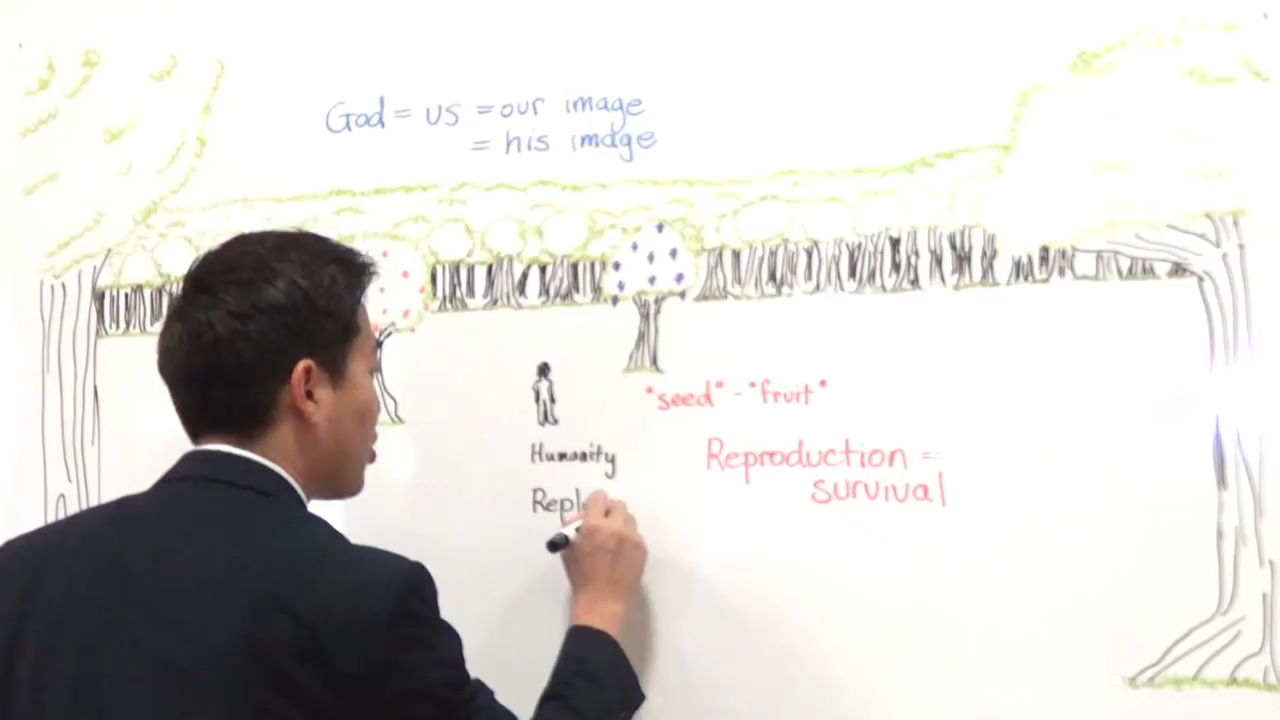 God = us = our image
= his image
"seed" - "fruit"
Humanity
Reproduction =
survival